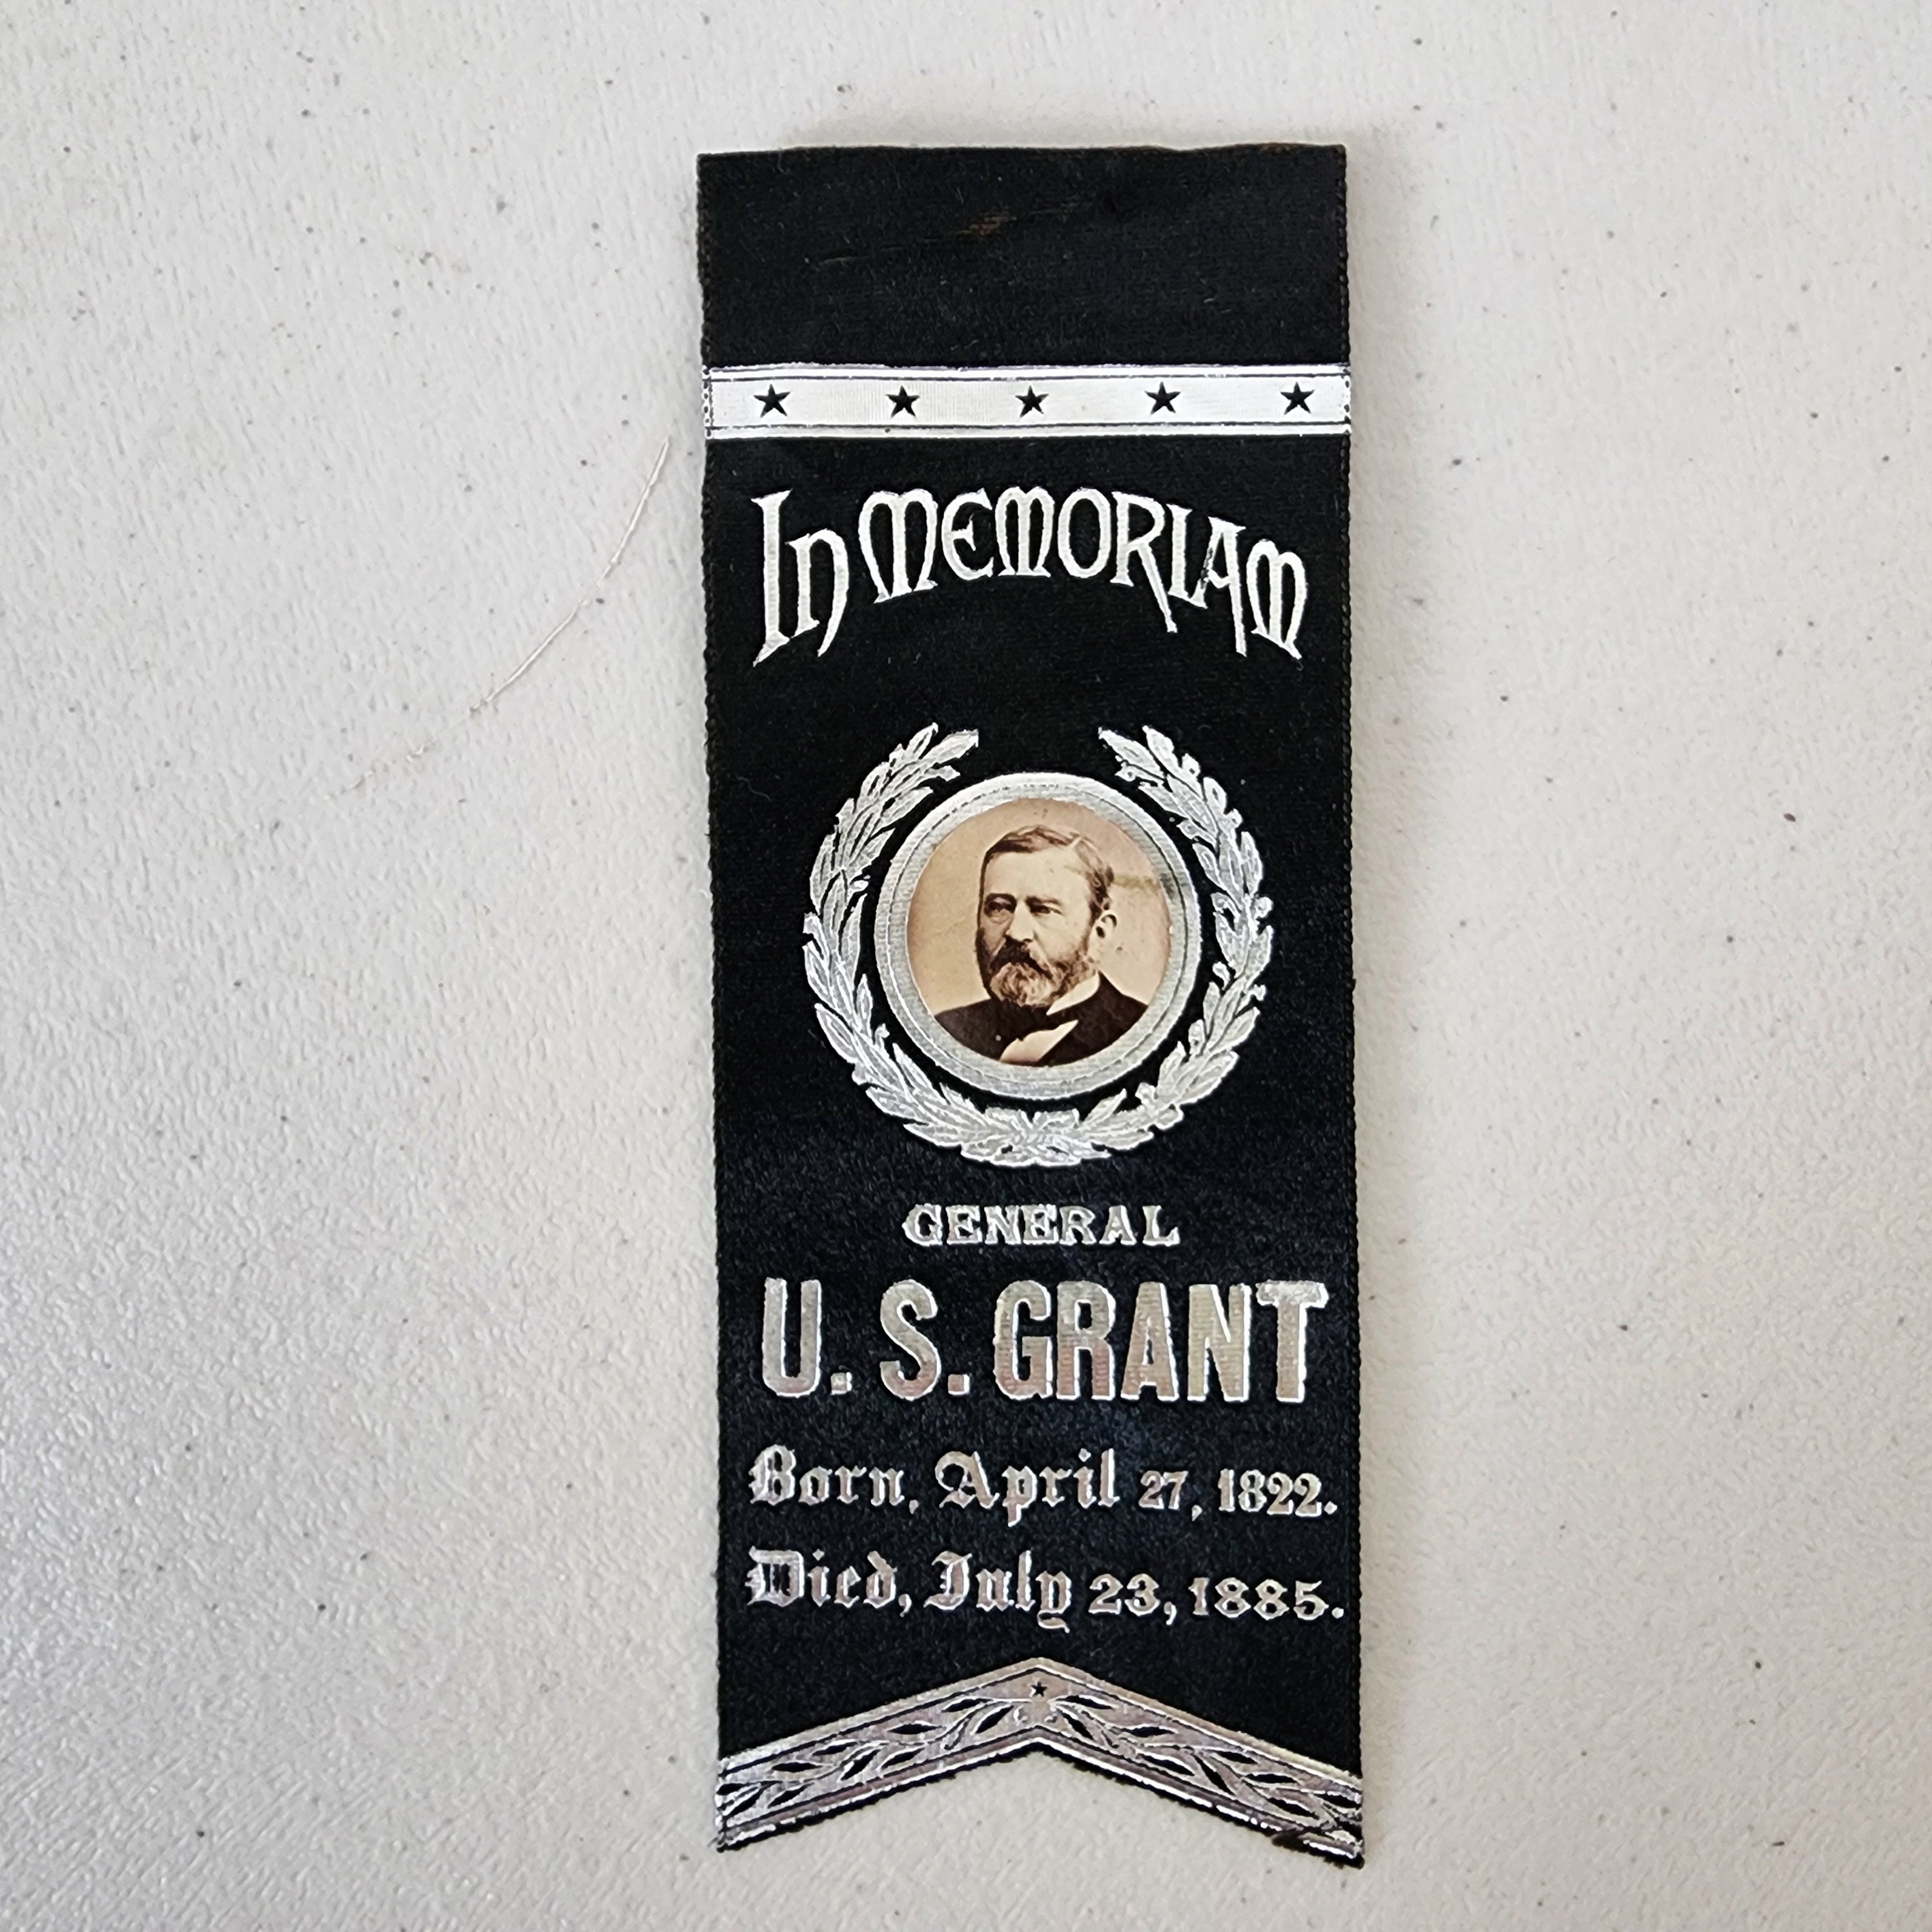 In MEMORIAM
GENERAL
U. S. GRANT
Born, April 27, 1822.
Died, July 23, 1885.